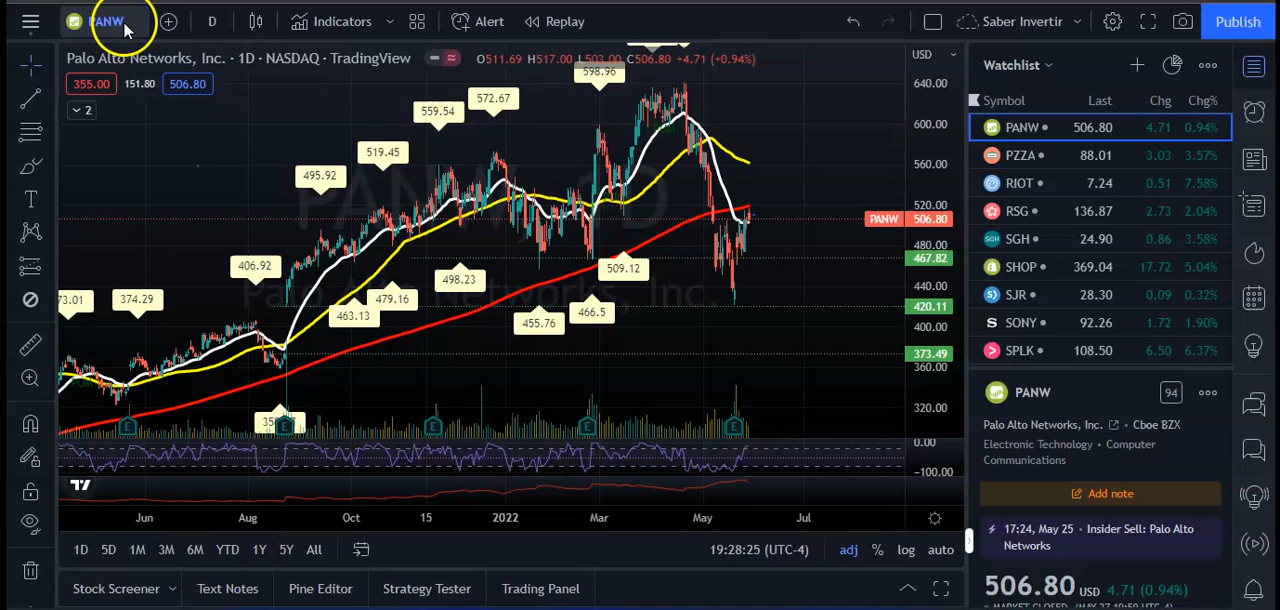 PANW
D
Indicators
Alert
Replay
Saber Invertir
Publish
Palo Alto Networks, Inc. · 1D · NASDAQ · TradingView
O511.69 H517.00 L503.00 C506.80 +4.71 (+0.94%)
355.00 151.80 506.80
2
USD
640.00
600.00
560.00
520.00
PANW 506.80
480.00
467.82
440.00
420.11
400.00
373.49
360.00
320.00
0.00
−100.00
598.96
572.67
559.54
519.45
495.92
406.92
374.29
509.12
498.23
479.16
463.13
455.76
466.5
PANW, 1D
Palo Alto Networks, Inc.
E E E E E
Jun Aug Oct 15 2022 Mar May Jul
1D 5D 1M 3M 6M YTD 1Y 5Y All
19:28:25 (UTC-4) adj % log auto
Stock Screener Text Notes Pine Editor Strategy Tester Trading Panel
Watchlist
Symbol Last Chg Chg%
PANW 506.80 4.71 0.94%
PZZA 88.01 3.03 3.57%
RIOT 7.24 0.51 7.58%
RSG 136.87 2.73 2.04%
SGH 24.90 0.86 3.58%
SHOP 369.04 17.72 5.04%
SJR 28.30 0.09 0.32%
SONY 92.26 1.72 1.90%
SPLK 108.50 6.50 6.37%
PANW 94
Palo Alto Networks, Inc. · Cboe BZX
Electronic Technology · Computer
Communications
Add note
17:24, May 25 · Insider Sell: Palo Alto
Networks
506.80 USD 4.71 (0.94%)